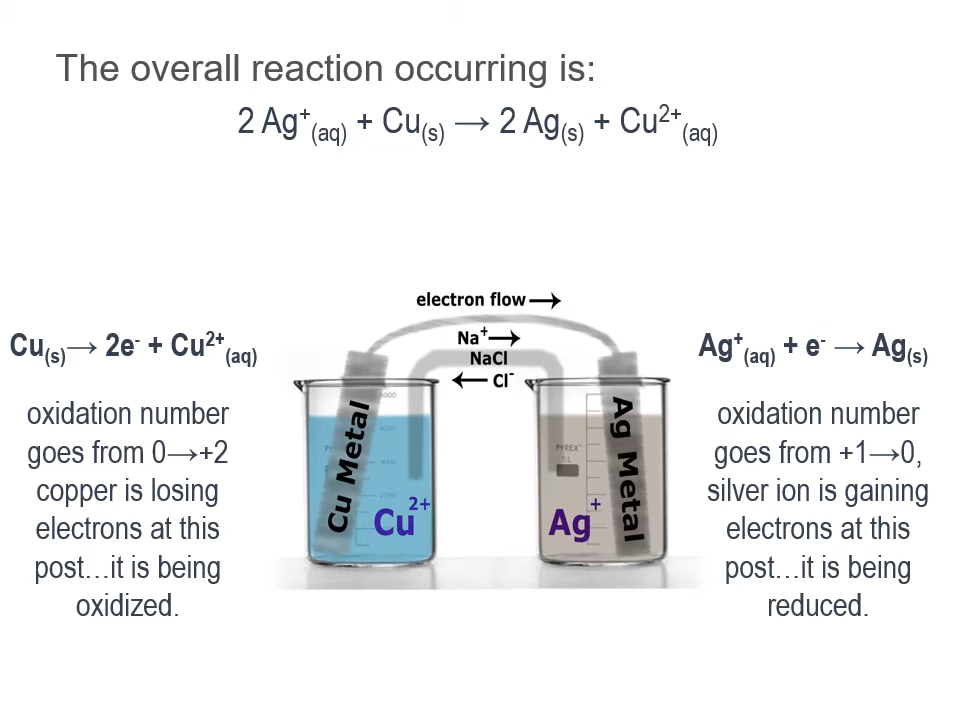 The overall reaction occurring is:
2 Ag⁺(aq) + Cu(s) → 2 Ag(s) + Cu²⁺(aq)
electron flow→
Cu(s)→ 2e⁻ + Cu²⁺(aq)
Na⁺→
NaCl
← Cl⁻
Ag⁺(aq) + e⁻ → Ag(s)
oxidation number
goes from 0→+2
copper is losing
electrons at this
post…it is being
oxidized.
Cu Metal
Cu²⁺
PYREX™
Ag⁺
Ag Metal
oxidation number
goes from +1→0,
silver ion is gaining
electrons at this
post…it is being
reduced.